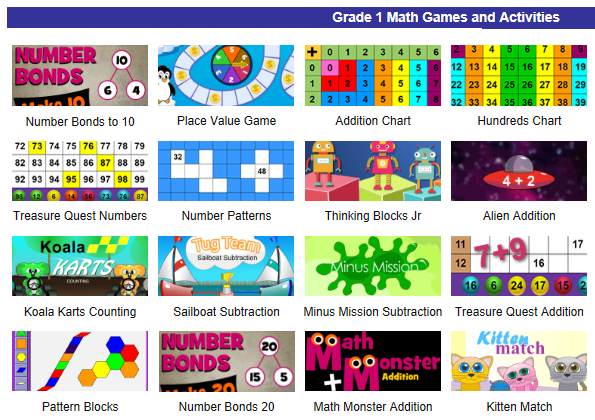 Grade 1 Math Games and Activities
NUMBER
BONDS
10
6 4
Make 10
Number Bonds to 10
Place Value Game
+ 0 1 2 3 4 5 6
0 0 1 2 3 4 5 6
1 1 2 3 4 5 6 7
2 2 3 4 5 6 7 8
Addition Chart
2 3 4 5 6 7 8 9
12 13 14 15 16 17 18 19
22 23 24 25 26 27 28 29
32 33 34 35 36 37 38 39
Hundreds Chart
72 73 74 75 76 77 78 79
82 83 84 85 86 87 88 89
92 93 94 95 96 97 98 99
Treasure Quest Numbers
32
48
Number Patterns
Thinking Blocks Jr
4 + 2
Alien Addition
Koala
KARTS
COUNTING
Koala Karts Counting
Tug Team
Sailboat Subtraction
Sailboat Subtraction
Minus Mission
Minus Mission Subtraction
11
12
7+9
16
17
16 6 24 17 15 2
Treasure Quest Addition
Pattern Blocks
NUMBER
BONDS
20
15 5
Make 20
Number Bonds 20
Math
Monster
+ Addition
Math Monster Addition
Kitten
match
Kitten Match